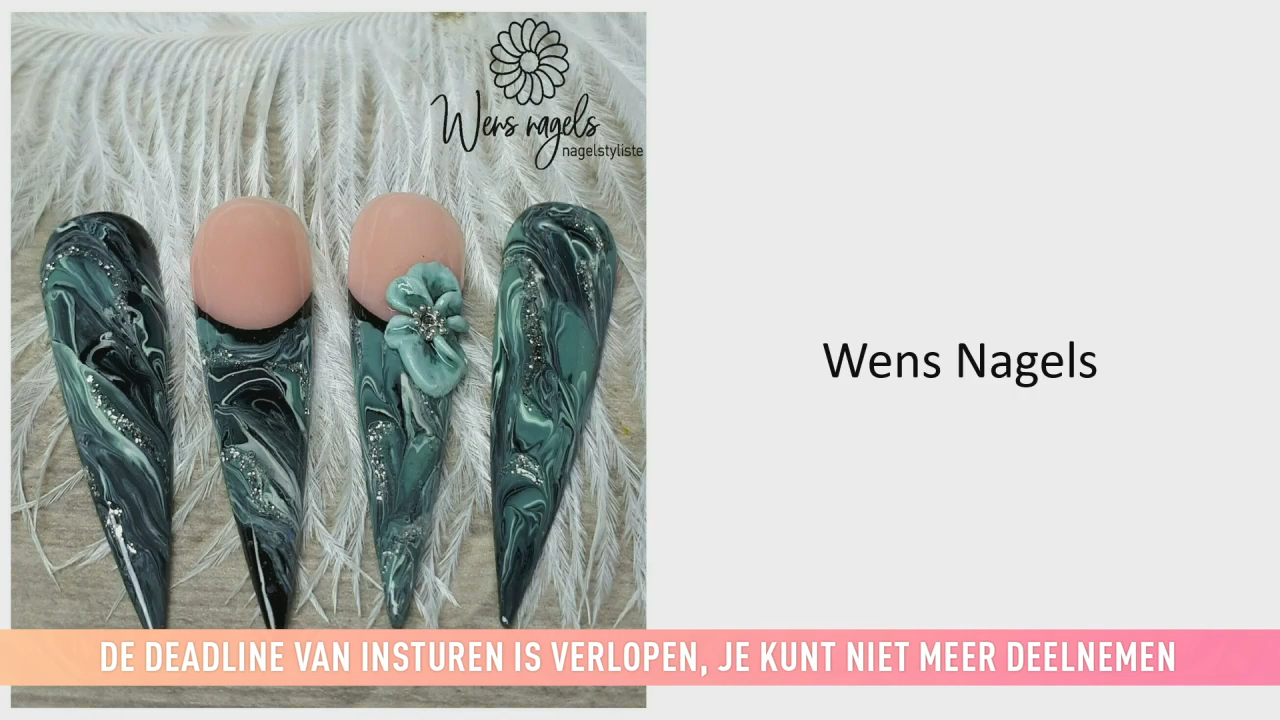 Wens nagels
nagelstyliste
Wens Nagels
DE DEADLINE VAN INSTUREN IS VERLOPEN, JE KUNT NIET MEER DEELNEMEN